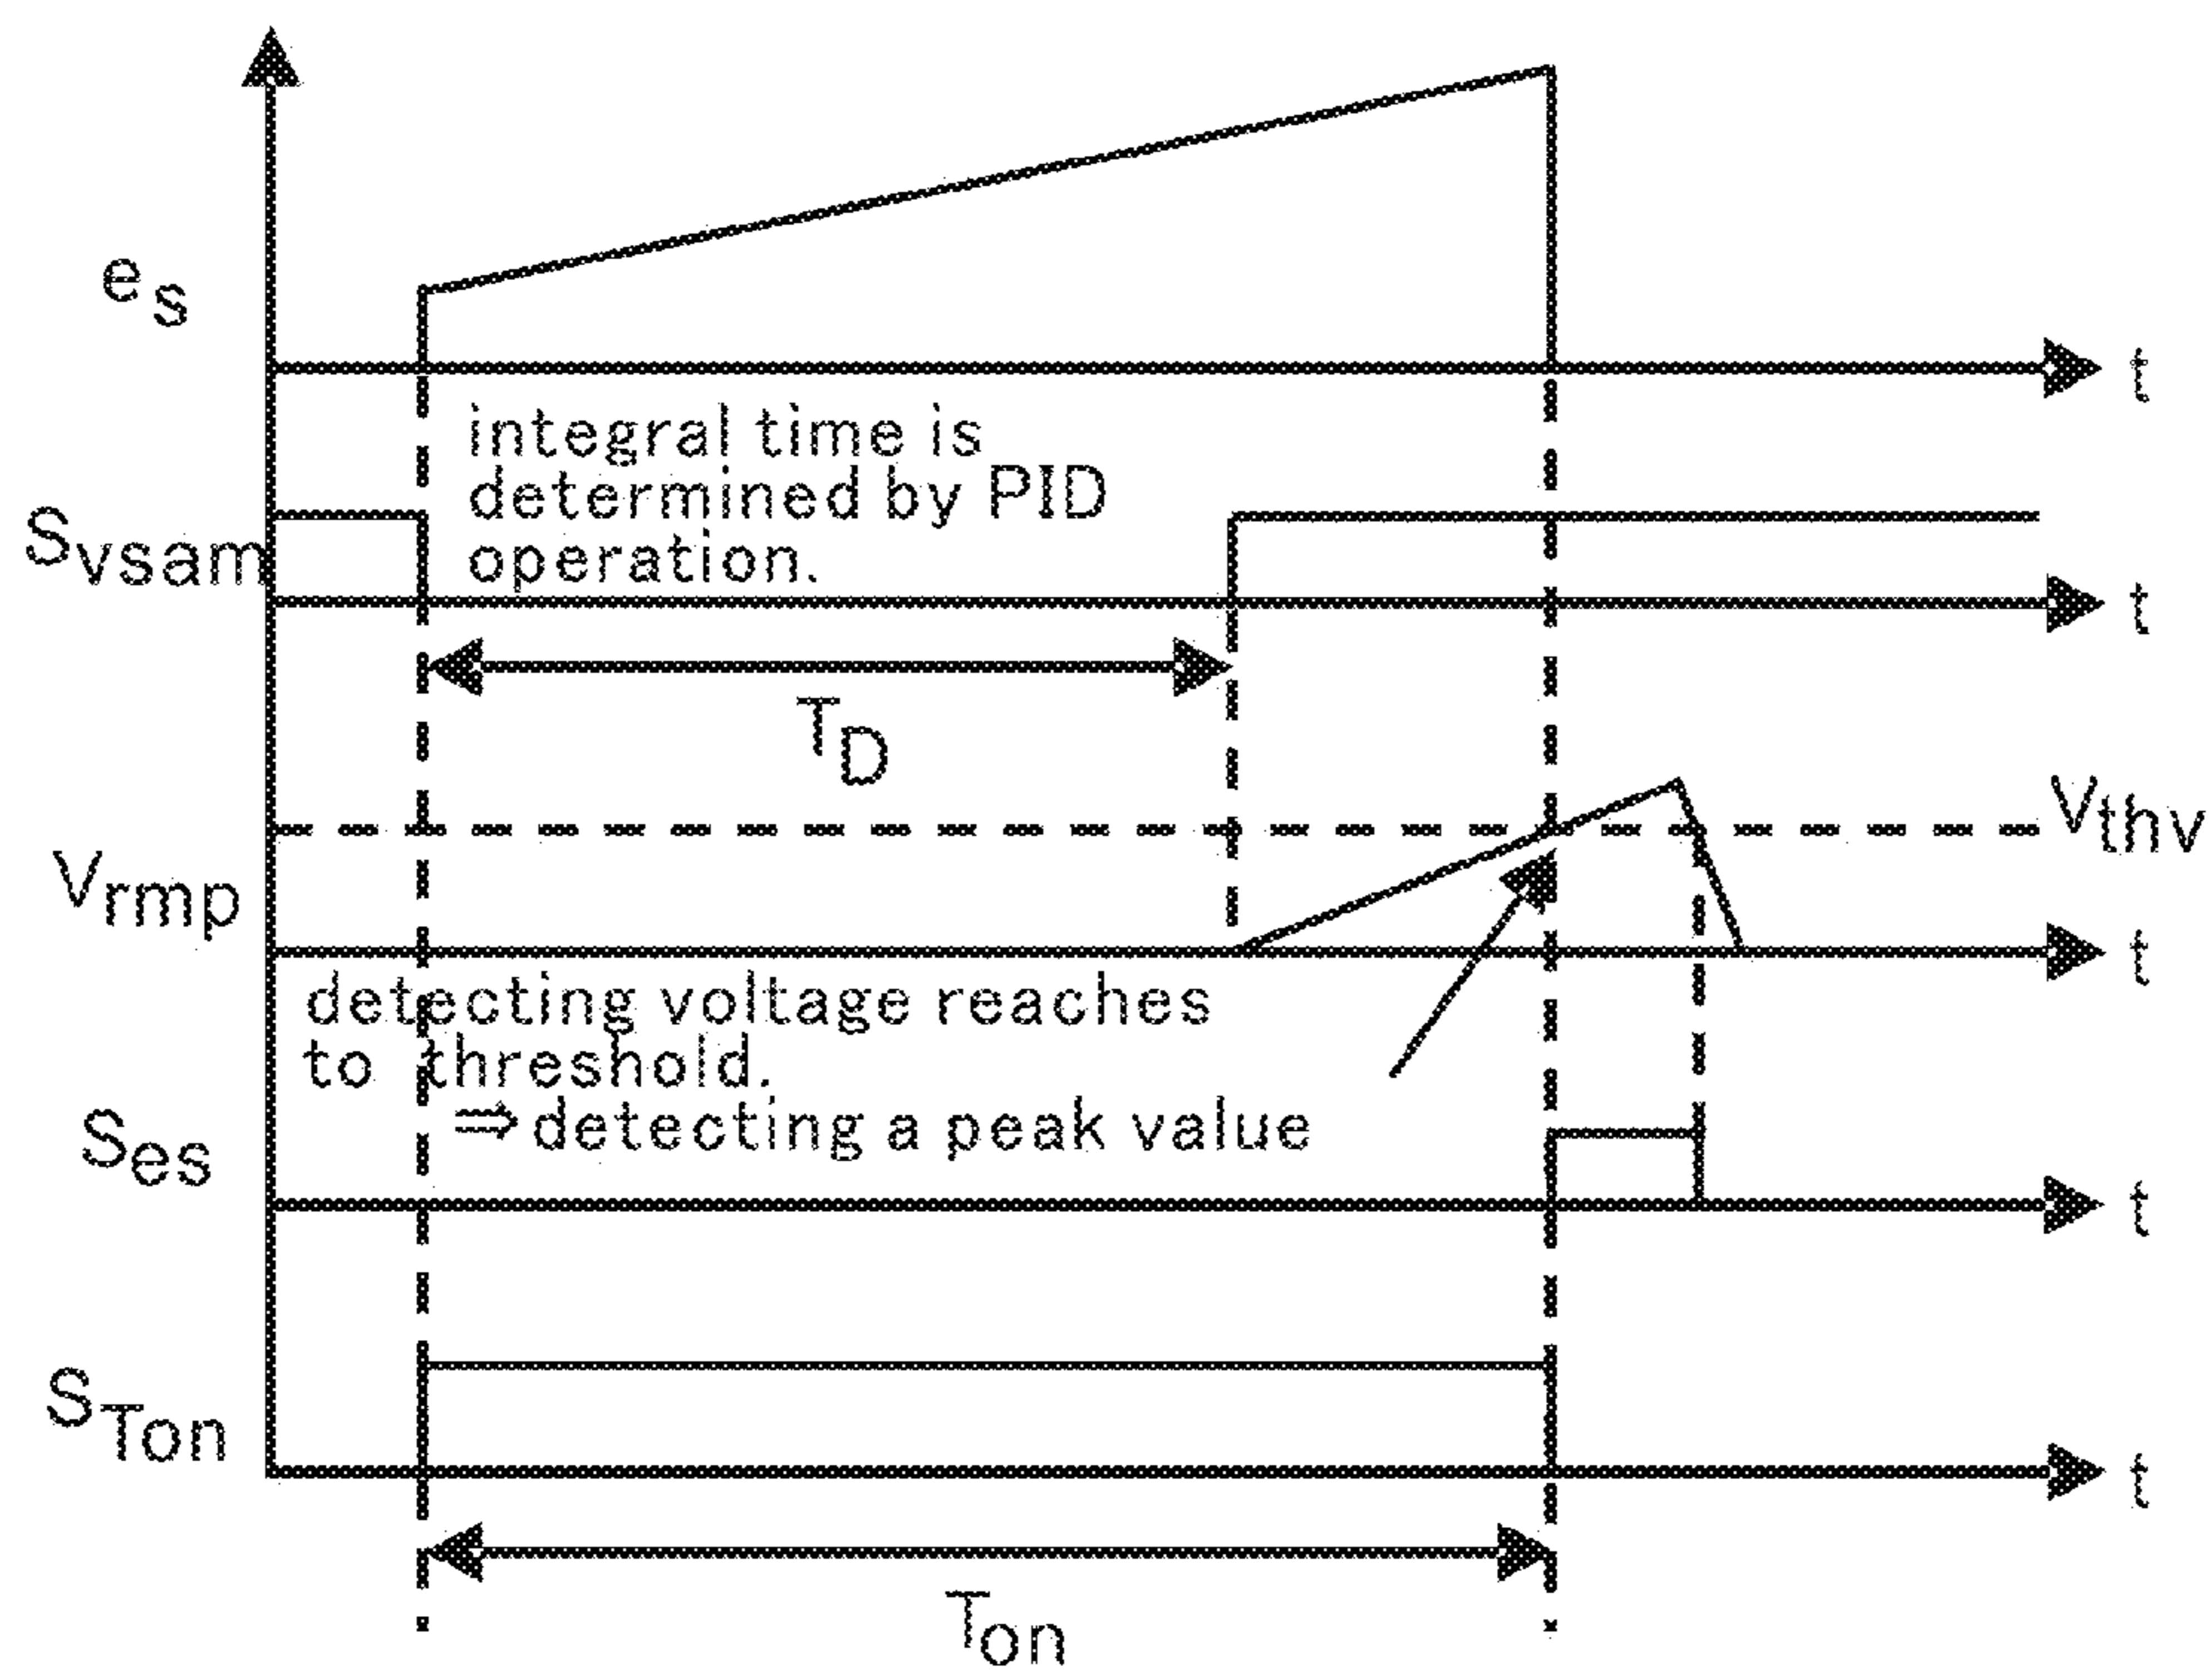 es
t
integral time is
determined by PID
operation.
Svsam
t
TD
Vthv
Vrmp
t
detecting voltage reaches
to threshold.
⇒ detecting a peak value
Ses
t
STon
t
Ton